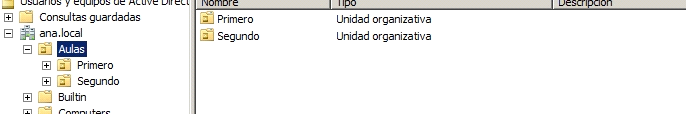 Usuarios y equipos de Active Direct
Consultas guardadas
ana.local
Aulas
Primero
Segundo
Builtin
Computers
Nombre Tipo Descripción
Primero Unidad organizativa
Segundo Unidad organizativa